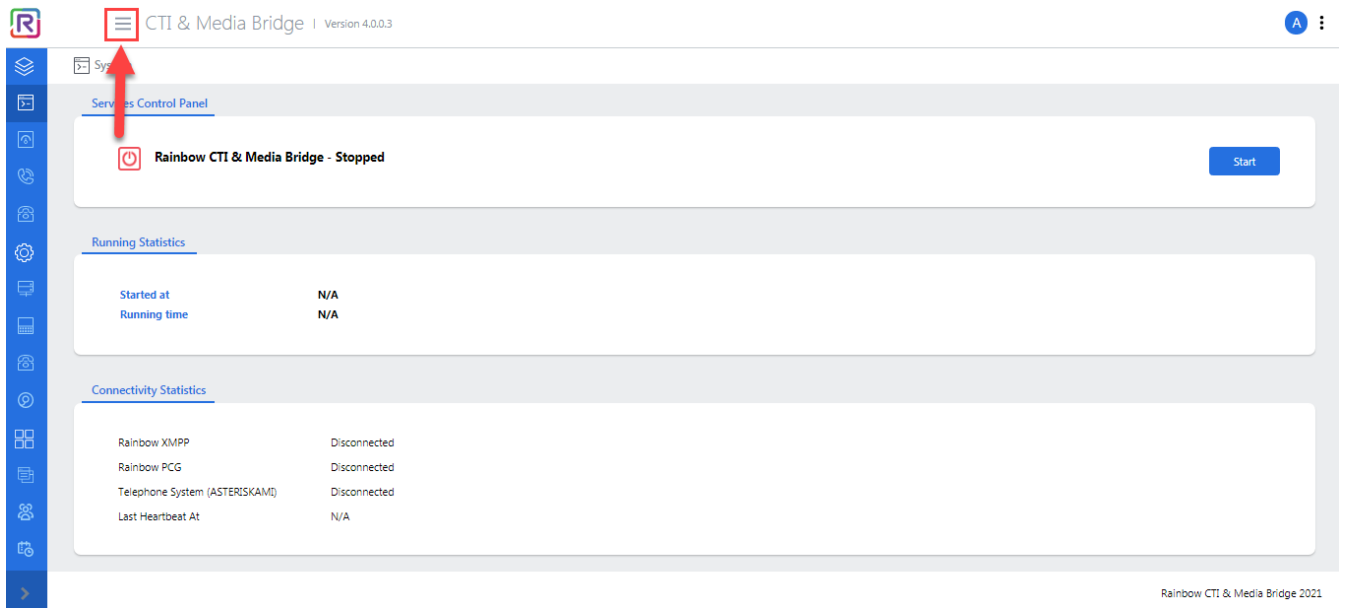 R
CTI & Media Bridge | Version 4.0.0.3
A
Services Control Panel
Rainbow CTI & Media Bridge - Stopped
Start
Running Statistics
Started at N/A
Running time N/A
Connectivity Statistics
Rainbow XMPP Disconnected
Rainbow PCG Disconnected
Telephone System (ASTERISKAMI) Disconnected
Last Heartbeat At N/A
Rainbow CTI & Media Bridge 2021